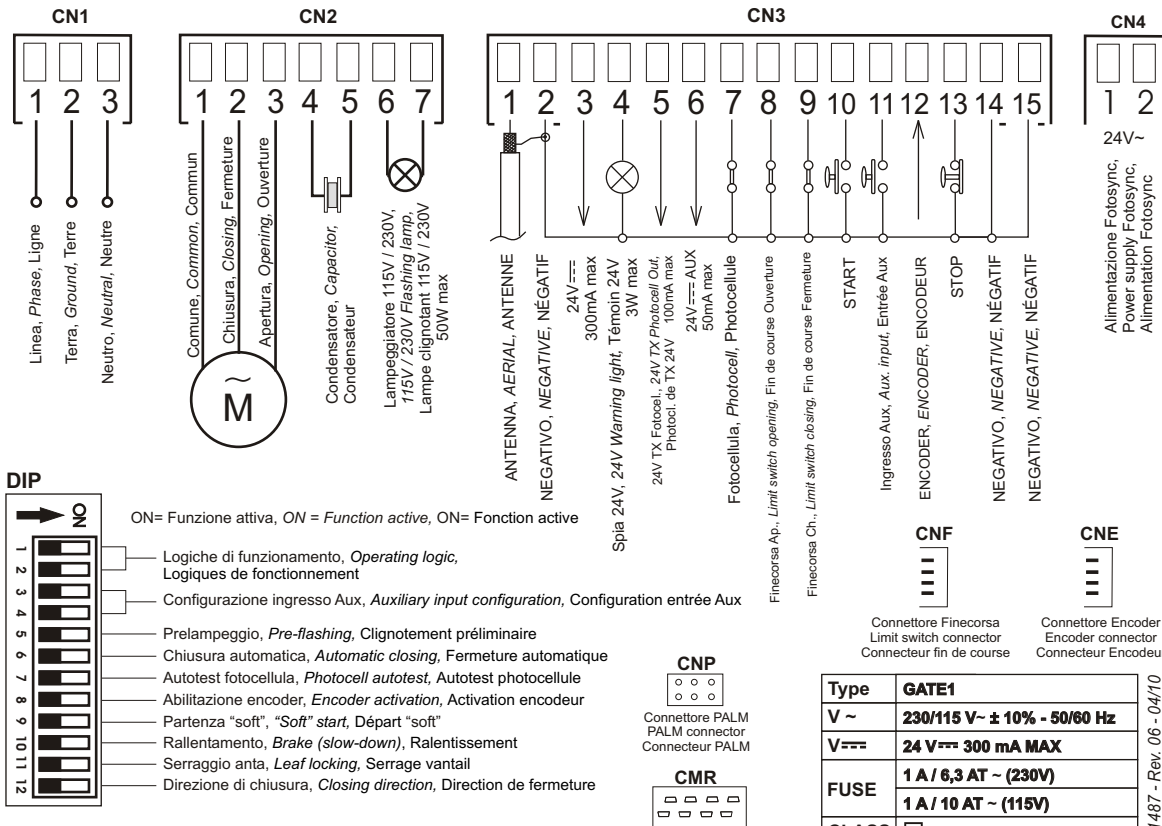 CN1
1 2 3
Linea, Phase, Ligne
Terra, Ground, Terre
Neutro, Neutral, Neutre
CN2
1 2 3 4 5 6 7
Comune, Common, Commun
Chiusura, Closing, Fermeture
Apertura, Opening, Ouverture
M
Condensatore, Capacitor,
Condensateur
Lampeggiatore 115V / 230V,
115V / 230V Flashing lamp,
Lampe clignotant 115V / 230V
50W max
CN3
1 2 3 4 5 6 7 8 9 10 11 12 13 14 15
ANTENNA, AERIAL, ANTENNE
NEGATIVO, NEGATIVE, NÉGATIF
24V
300mA max
Spia 24V, 24V Warning light, Témoin 24V
3W max
24V TX Fotocel., 24V TX Photocell Out,
Photocl. de TX 24V 100mA max
24V AUX
50mA max
Fotocellula, Photocell, Photocellule
Finecorsa Ap., Limit switch opening, Fin de course Ouverture
Finecorsa Ch., Limit switch closing, Fin de course Fermeture
START
Ingresso Aux, Aux. input, Entrée Aux
ENCODER, ENCODER, ENCODEUR
STOP
NEGATIVO, NEGATIVE, NÉGATIF
NEGATIVO, NEGATIVE, NÉGATIF
CN4
1 2
24V~
Alimentazione Fotosync,
Power supply Fotosync,
Alimentation Fotosync
DIP
ON
1
2
3
4
5
6
7
8
9
10
11
12
ON= Funzione attiva, ON = Function active, ON= Fonction active
Logiche di funzionamento, Operating logic,
Logiques de fonctionnement
Configurazione ingresso Aux, Auxiliary input configuration, Configuration entrée Aux
Prelampeggio, Pre-flashing, Clignotement préliminaire
Chiusura automatica, Automatic closing, Fermeture automatique
Autotest fotocellula, Photocell autotest, Autotest photocellule
Abilitazione encoder, Encoder activation, Activation encodeur
Partenza "soft", "Soft" start, Départ "soft"
Rallentamento, Brake (slow-down), Ralentissement
Serraggio anta, Leaf locking, Serrage vantail
Direzione di chiusura, Closing direction, Direction de fermeture
CNF
Connettore Finecorsa
Limit switch connector
Connecteur fin de course
CNE
Connettore Encoder
Encoder connector
Connecteur Encodeu
CNP
Connettore PALM
PALM connector
Connecteur PALM
CMR
Type GATE1
V ~ 230/115 V~ ± 10% - 50/60 Hz
V 24 V 300 mA MAX
FUSE 1 A / 6,3 AT ~ (230V)
1 A / 10 AT ~ (115V)
CLASS
1487 - Rev. 06 - 04/10